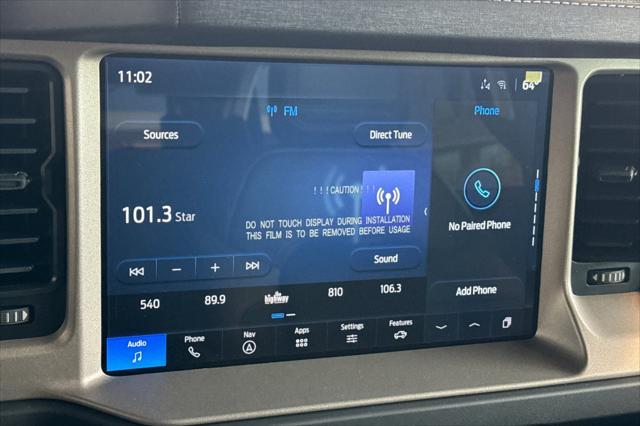 11:02
64°
FM
Phone
Sources
Direct Tune
! ! ! CAUTION ! ! !
101.3 Star
DO NOT TOUCH DISPLAY DURING INSTALLATION
THIS FILM IS TO BE REMOVED BEFORE USAGE
No Paired Phone
Sound
540
89.9
the highway
810
106.3
Add Phone
Audio
Phone
Nav
Apps
Settings
Features